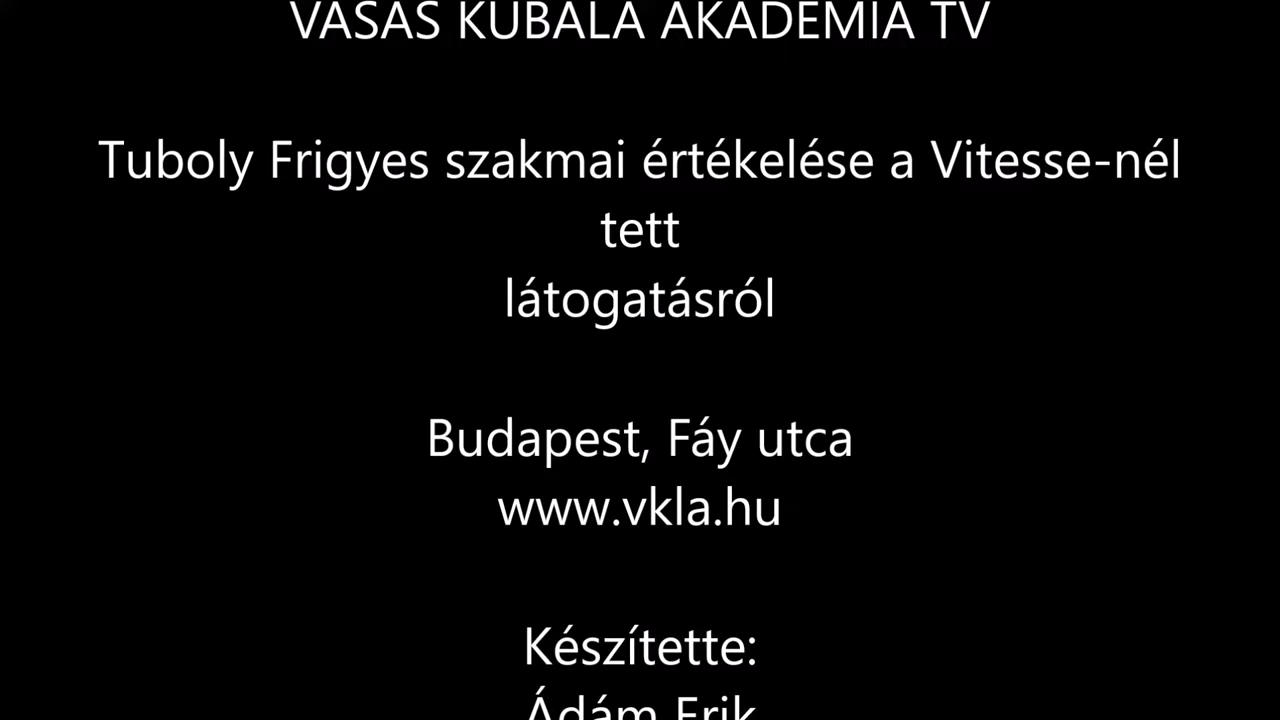 VASAS KUBALA AKADÉMIA TV
Tuboly Frigyes szakmai értékelése a Vitesse-nél
tett
látogatásról
Budapest, Fáy utca
www.vkla.hu
Készítette:
Ádám Erik